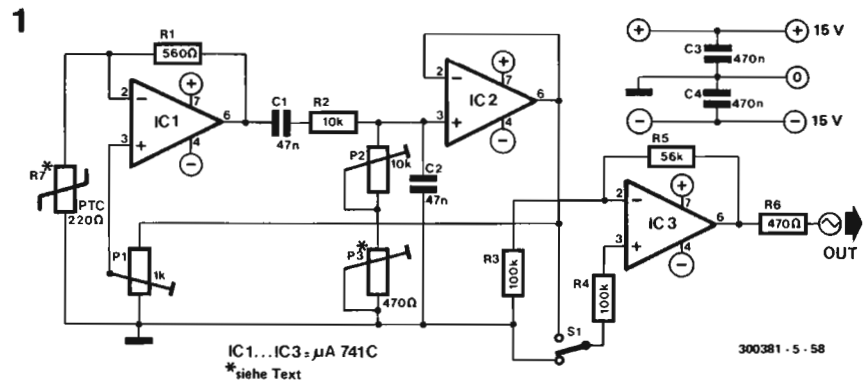 1
R1
560Ω
2
−
7
IC1
6
3
+
4
R7
*
PTC
220Ω
P1
1k
C1
47n
R2
10k
P2
10k
C2
47n
P3
*
470Ω
2
−
7
IC2
6
3
+
4
R3
100k
R4
100k
S1
R5
56k
2
−
7
IC3
6
3
+
4
R6
470Ω
OUT
+
+ 15 V
C3
470n
0
C4
470n
−
− 15 V
IC1...IC3 = µA 741C
*siehe Text
300381 - 5 - 58